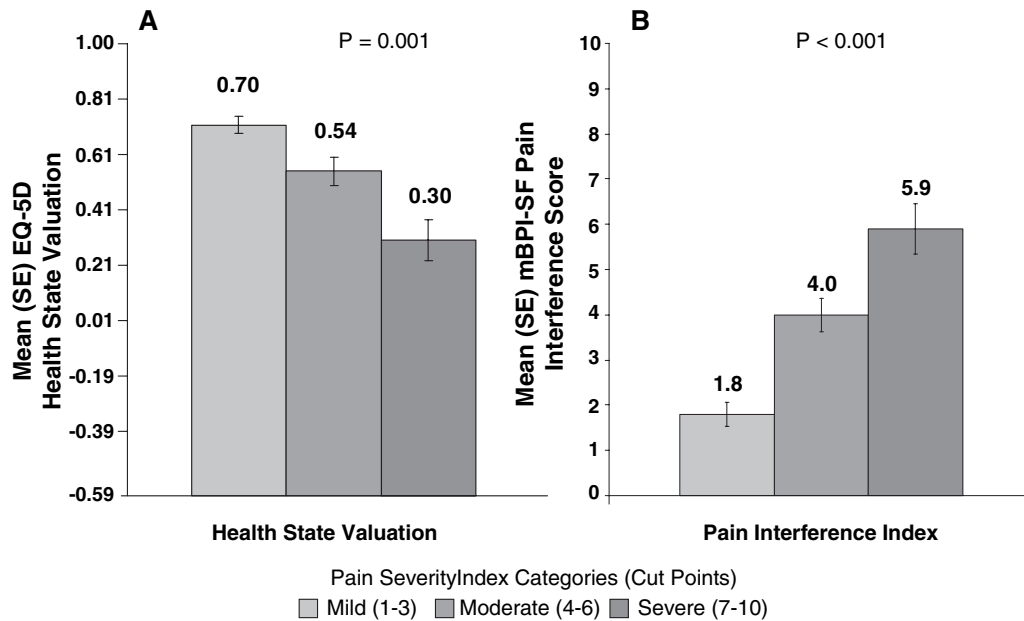 A
P = 0.001
Mean (SE) EQ-5D
Health State Valuation
1.00
0.81
0.61
0.41
0.21
0.01
-0.19
-0.39
-0.59
0.70
0.54
0.30
Health State Valuation
B
P < 0.001
Mean (SE) mBPI-SF Pain
Interference Score
10
9
8
7
6
5
4
3
2
1
0
1.8
4.0
5.9
Pain Interference Index
Pain SeverityIndex Categories (Cut Points)
Mild (1-3) Moderate (4-6) Severe (7-10)